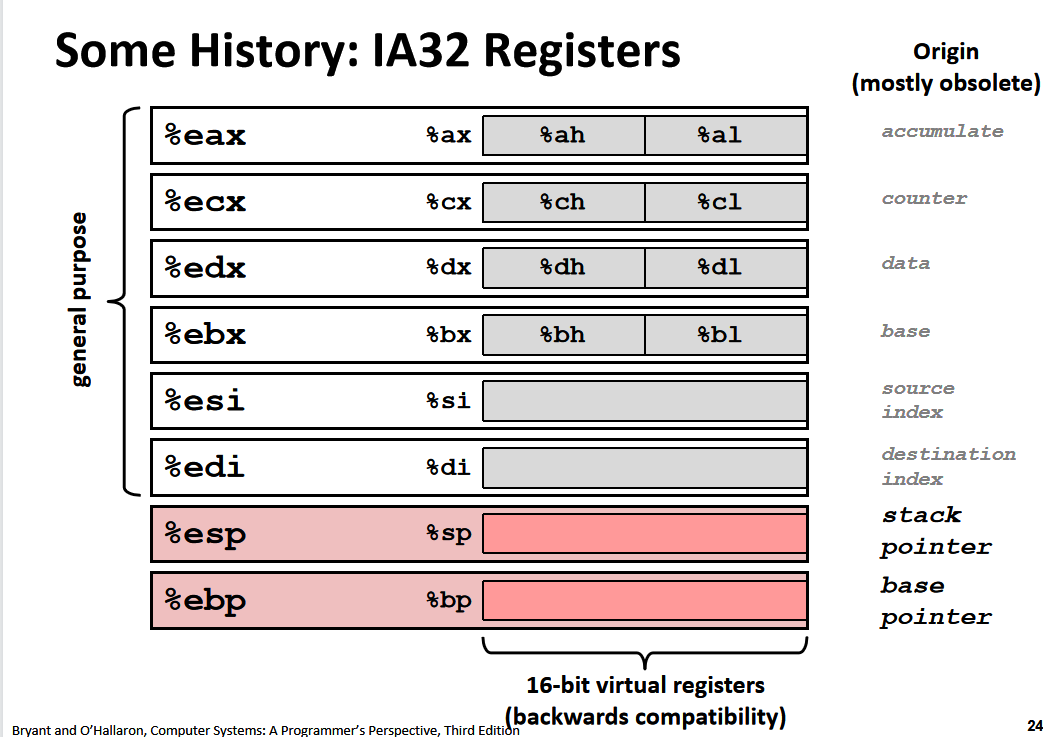 Some History: IA32 Registers
Origin
(mostly obsolete)
general purpose
%eax %ax %ah %al accumulate
%ecx %cx %ch %cl counter
%edx %dx %dh %dl data
%ebx %bx %bh %bl base
%esi %si source
index
%edi %di destination
index
%esp %sp stack
pointer
%ebp %bp base
pointer
16-bit virtual registers
(backwards compatibility)
Bryant and O’Hallaron, Computer Systems: A Programmer’s Perspective, Third Edition
24